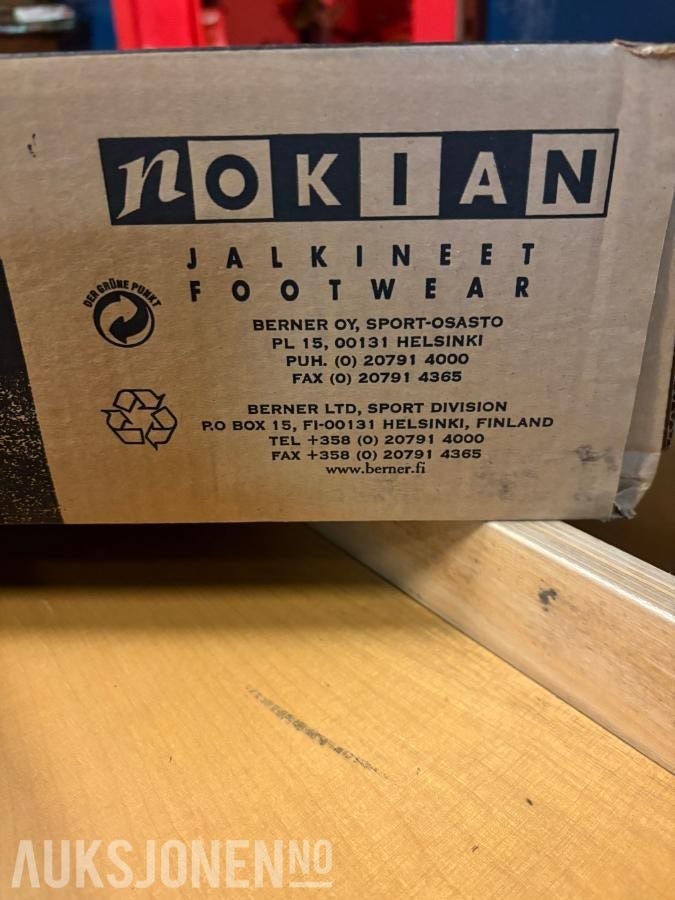 nOKIAN
JALKINEET
FOOTWEAR
DER GRÜNE PUNKT
BERNER OY, SPORT-OSASTO
PL 15, 00131 HELSINKI
PUH. (0) 20791 4000
FAX (0) 20791 4365
BERNER LTD, SPORT DIVISION
P.O BOX 15, FI-00131 HELSINKI, FINLAND
TEL +358 (0) 20791 4000
FAX +358 (0) 20791 4365
www.berner.fi
AUKSJONEN.NO